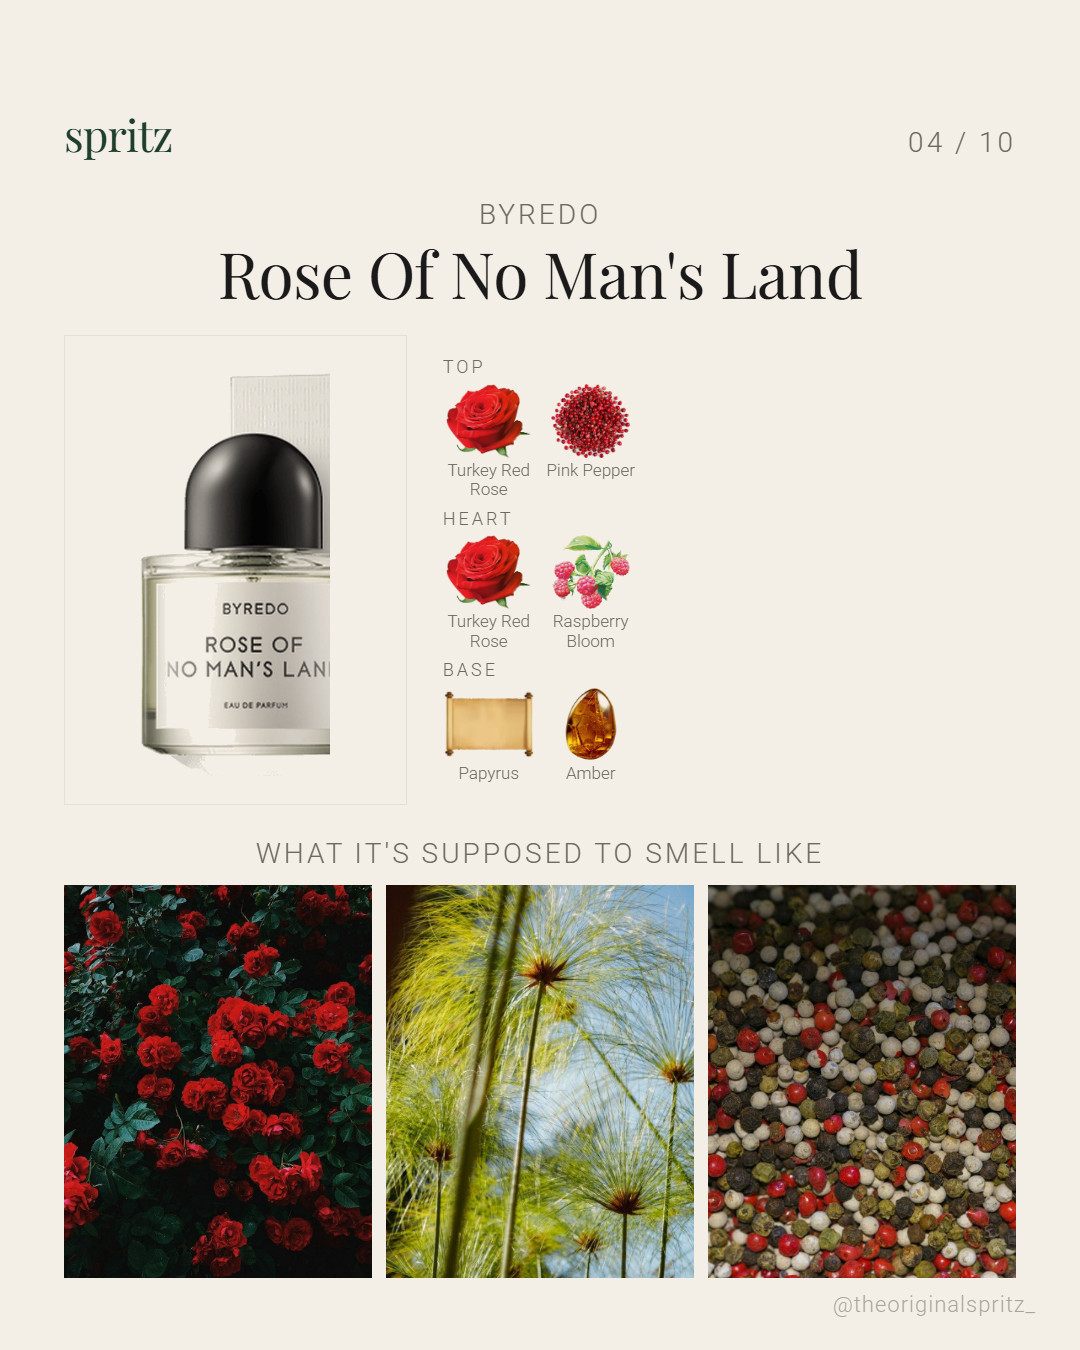 spritz
04 / 10
BYREDO
Rose Of No Man's Land
BYREDO
ROSE OF
NO MAN'S LAN
EAU DE PARFUM
TOP
Turkey Red
Rose
Pink Pepper
HEART
Turkey Red
Rose
Raspberry
Bloom
BASE
Papyrus
Amber
WHAT IT'S SUPPOSED TO SMELL LIKE
@theoriginalspritz_